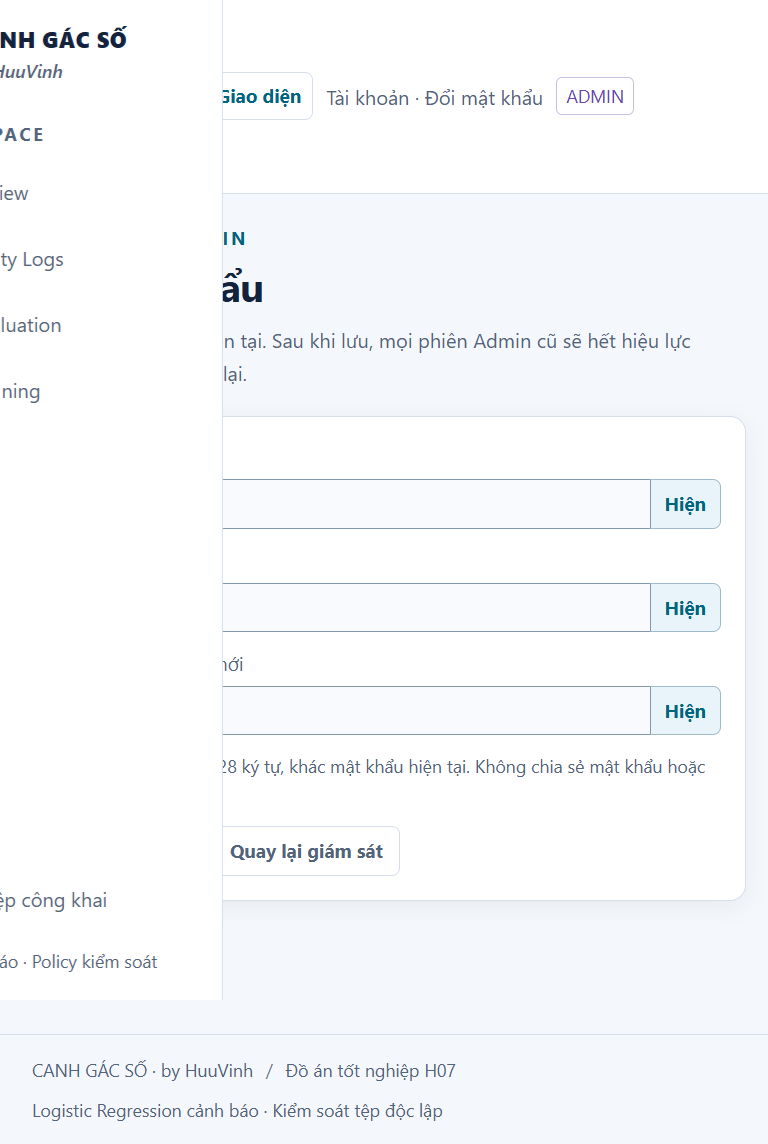 NH GÁC SỐ
HuuVinh
PACE
iew
ty Logs
luation
ning
ệp công khai
áo · Policy kiểm soát
Giao diện
Tài khoản · Đổi mật khẩu
ADMIN
IN
ẩu
n tại. Sau khi lưu, mọi phiên Admin cũ sẽ hết hiệu lực
lại.
Hiện
Hiện
mới
Hiện
28 ký tự, khác mật khẩu hiện tại. Không chia sẻ mật khẩu hoặc
Quay lại giám sát
CANH GÁC SỐ · by HuuVinh / Đồ án tốt nghiệp H07
Logistic Regression cảnh báo · Kiểm soát tệp độc lập